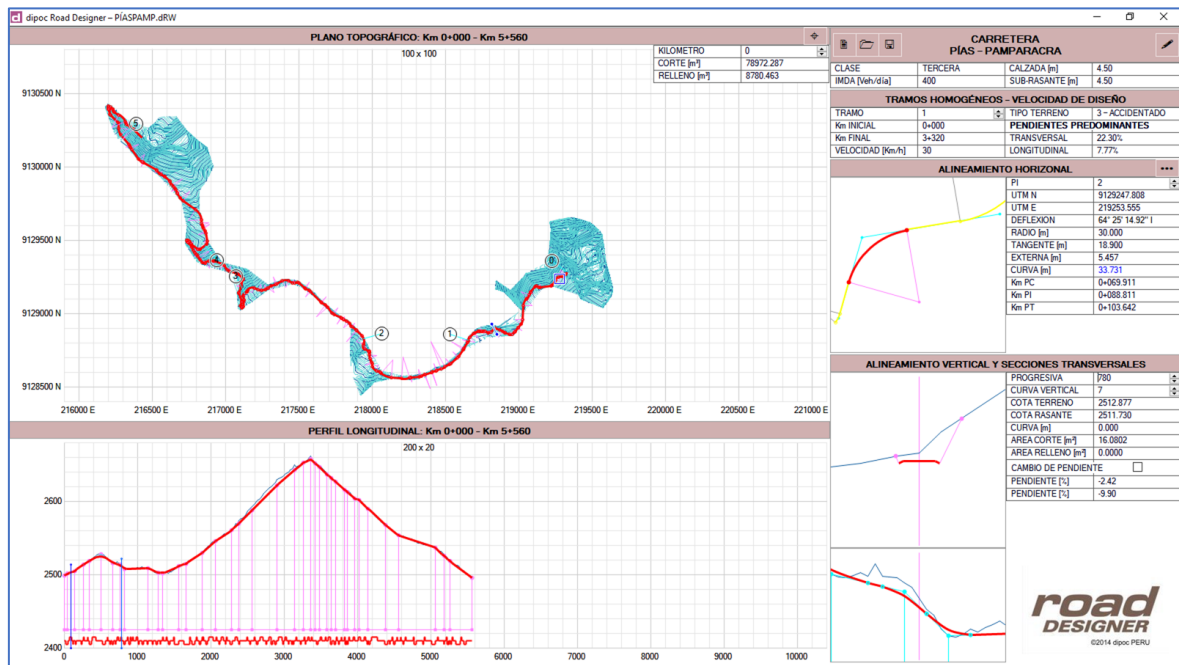 dipoc Road Designer – PÍASPAMP.dRW
PLANO TOPOGRÁFICO: Km 0+000 - Km 5+560
100 x 100
KILOMETRO 0
CORTE [m³] 78972.287
RELLENO [m³] 8780.463
9130500 N
9130000 N
9129500 N
9129000 N
9128500 N
5
4
3
2
1
0
216000 E 216500 E 217000 E 217500 E 218000 E 218500 E 219000 E 219500 E 220000 E 220500 E 221000 E
PERFIL LONGITUDINAL: Km 0+000 - Km 5+560
200 x 20
2600
2500
2400
0 1000 2000 3000 4000 5000 6000 7000 8000 9000 10000
CARRETERA
PÍAS - PAMPARACRA
CLASE TERCERA CALZADA [m] 4.50
IMDA [Veh/día] 400 SUB-RASANTE [m] 4.50
TRAMOS HOMOGÉNEOS - VELOCIDAD DE DISEÑO
TRAMO 1 TIPO TERRENO 3 – ACCIDENTADO
Km INICIAL 0+000 PENDIENTES PREDOMINANTES
Km FINAL 3+320 TRANSVERSAL 22.30%
VELOCIDAD [Km/h] 30 LONGITUDINAL 7.77%
ALINEAMIENTO HORIZONAL
PI 2
UTM N 9129247.808
UTM E 219253.555
DEFLEXION 64° 25' 14.92'' I
RADIO [m] 30.000
TANGENTE [m] 18.900
EXTERNA [m] 5.457
CURVA [m] 33.731
Km PC 0+069.911
Km PI 0+088.811
Km PT 0+103.642
ALINEAMIENTO VERTICAL Y SECCIONES TRANSVERSALES
PROGRESIVA 780
CURVA VERTICAL 7
COTA TERRENO 2512.877
COTA RASANTE 2511.730
CURVA [m] 0.000
AREA CORTE [m²] 16.0802
AREA RELLENO [m²] 0.0000
CAMBIO DE PENDIENTE
PENDIENTE [%] -2.42
PENDIENTE [%] -9.90
road
DESIGNER
©2014 dipoc PERU